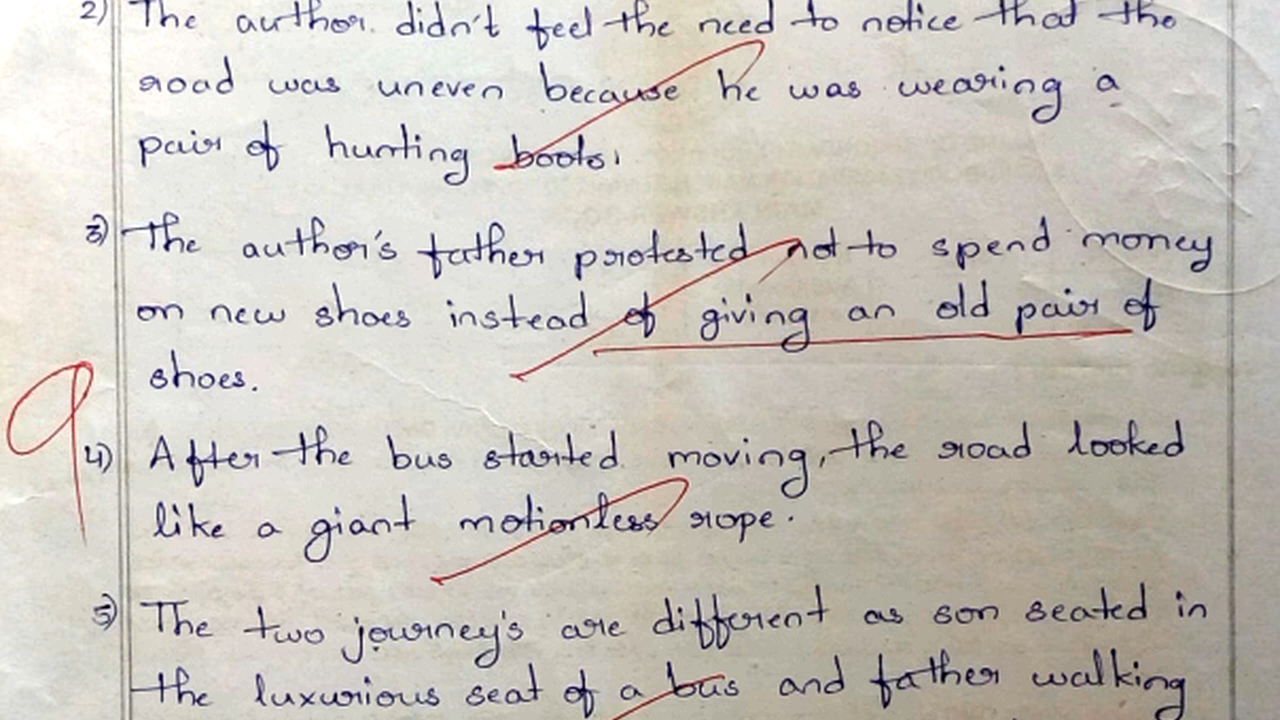 2) The author didn't feel the need to notice that the
road was uneven because he was wearing a
pair of hunting boots.
3) The author's father protested not to spend money
on new shoes instead of giving an old pair of
shoes.
9
4) After the bus started moving, the road looked
like a giant motionless rope.
5) The two journey's are different as son seated in
the luxurious seat of a bus and father walking